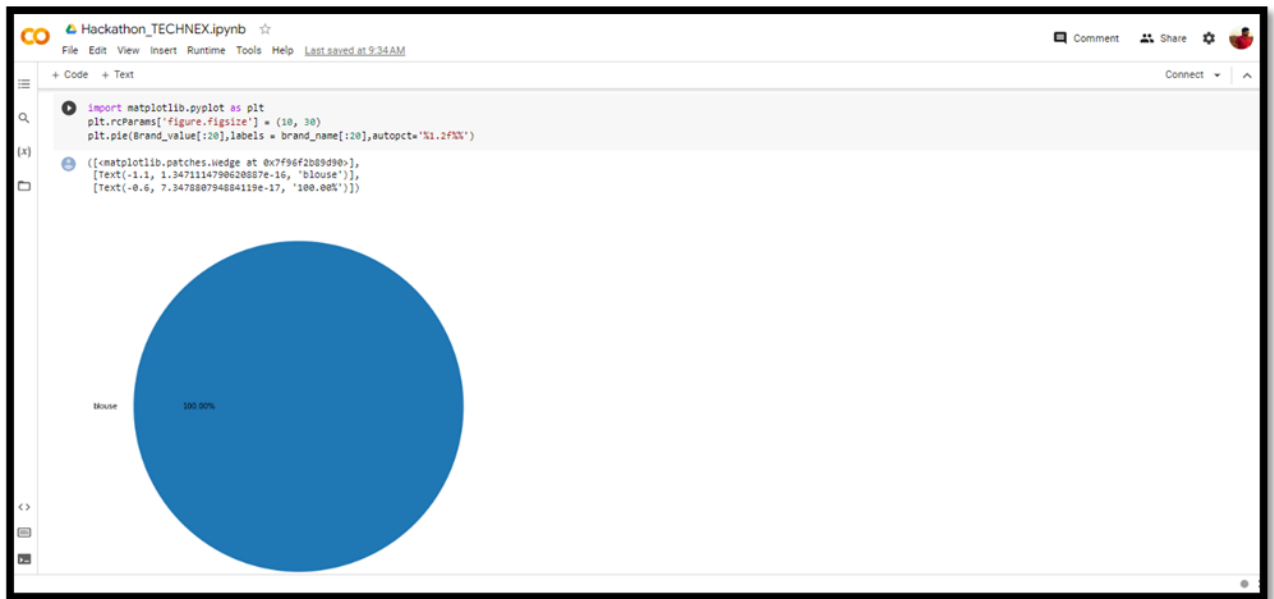 Hackathon_TECHNEX.ipynb
File Edit View Insert Runtime Tools Help Last saved at 9:34 AM
Comment Share
+ Code + Text
Connect
import matplotlib.pyplot as plt
plt.rcParams['figure.figsize'] = (10, 30)
plt.pie(Brand_value[:20],labels = brand_name[:20],autopct='%1.2f%%')
{x}
([<matplotlib.patches.Wedge at 0x7f96f2b89d90>],
[Text(-1.1, 1.3471114790620887e-16, 'blouse')],
[Text(-0.6, 7.347880794884119e-17, '100.00%')])
blouse
100.00%